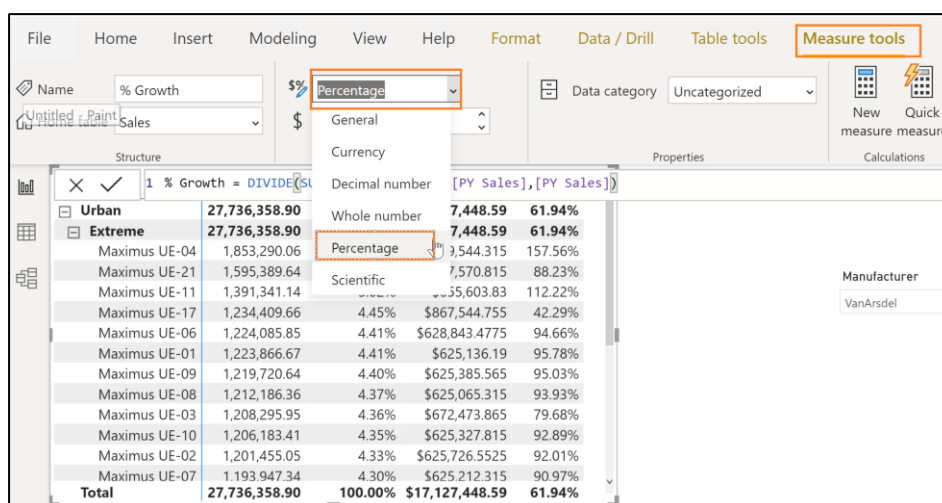 File Home Insert Modeling View Help Format Data / Drill Table tools Measure tools
Name % Growth $% Percentage Data category Uncategorized New measure Quick measure
Untitled - Paint
Home table Sales $
Structure Properties Calculations
General
Currency
Decimal number
Whole number
Percentage
Scientific
1 % Growth = DIVIDE( [PY Sales],[PY Sales])
Urban 27,736,358.90 7,448.59 61.94%
Extreme 27,736,358.90 7,448.59 61.94%
Maximus UE-04 1,853,290.06 9,544.315 157.56%
Maximus UE-21 1,595,389.64 7,570.815 88.23%
Maximus UE-11 1,391,341.14 55,603.83 112.22%
Maximus UE-17 1,234,409.66 4.45% $867,544.755 42.29%
Maximus UE-06 1,224,085.85 4.41% $628,843.4775 94.66%
Maximus UE-01 1,223,866.67 4.41% $625,136.19 95.78%
Maximus UE-09 1,219,720.64 4.40% $625,385.565 95.03%
Maximus UE-08 1,212,186.36 4.37% $625,065.315 93.93%
Maximus UE-03 1,208,295.95 4.36% $672,473.865 79.68%
Maximus UE-10 1,206,183.41 4.35% $625,327.815 92.89%
Maximus UE-02 1,201,455.05 4.33% $625,726.5525 92.01%
Maximus UE-07 1,193,947.34 4.30% $625,212.315 90.97%
Total 27,736,358.90 100.00% $17,127,448.59 61.94%
Manufacturer
VanArsdel